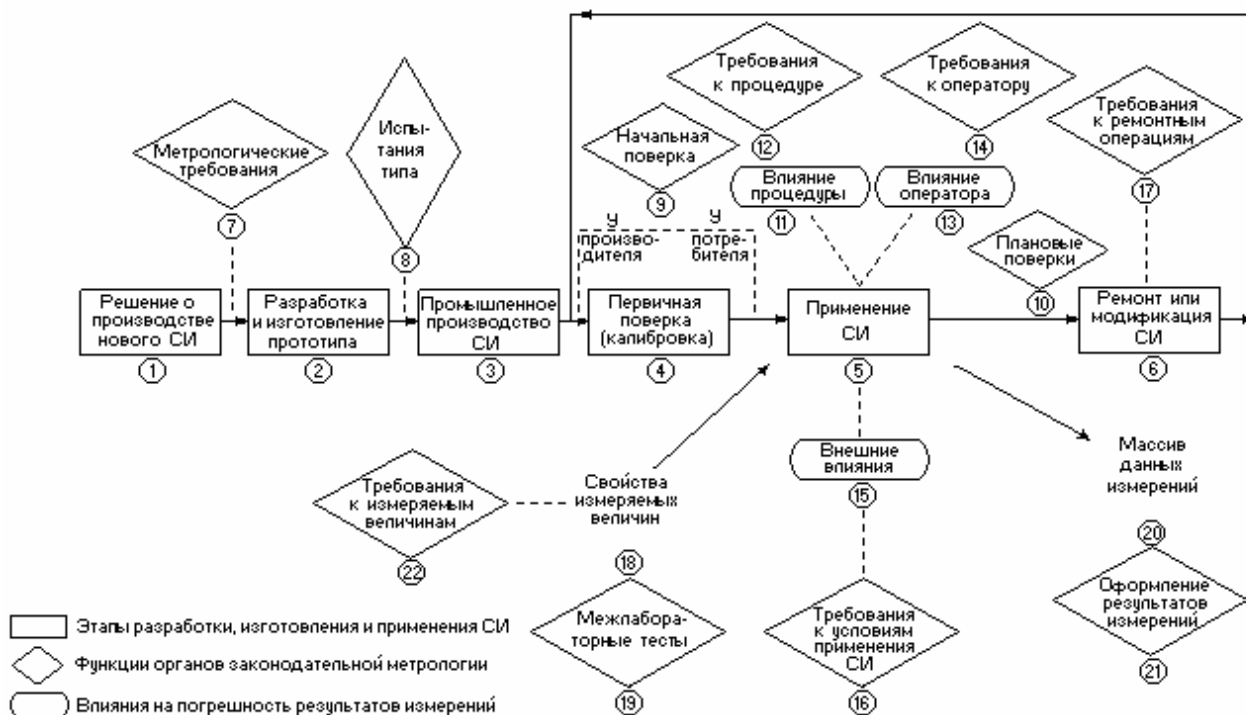 Требования
к процедуре
12
Требования
к оператору
14
Требования
к ремонтным
операциям
17
Испы-
тания
типа
8
Метрологические
требования
7
Начальная
поверка
9
Влияние
процедуры
11
Влияние
оператора
13
Плановые
поверки
10
у
произво-
дителя
у
потре-
бителя
Решение о
производстве
нового СИ
1
Разработка
и изготовление
прототипа
2
Промышленное
производство
СИ
3
Первичная
поверка
(калибровка)
4
Применение
СИ
5
Ремонт или
модификация
СИ
6
Внешние
влияния
15
Массив
данных
измерений
20
Требования
к измеряемым
величинам
22
Свойства
измеряемых
величин
18
Межлабора-
торные тесты
19
Требования
к условиям
применения
СИ
16
Оформление
результатов
измерений
21
Этапы разработки, изготовления и применения СИ
Функции органов законодательной метрологии
Влияния на погрешность результатов измерений